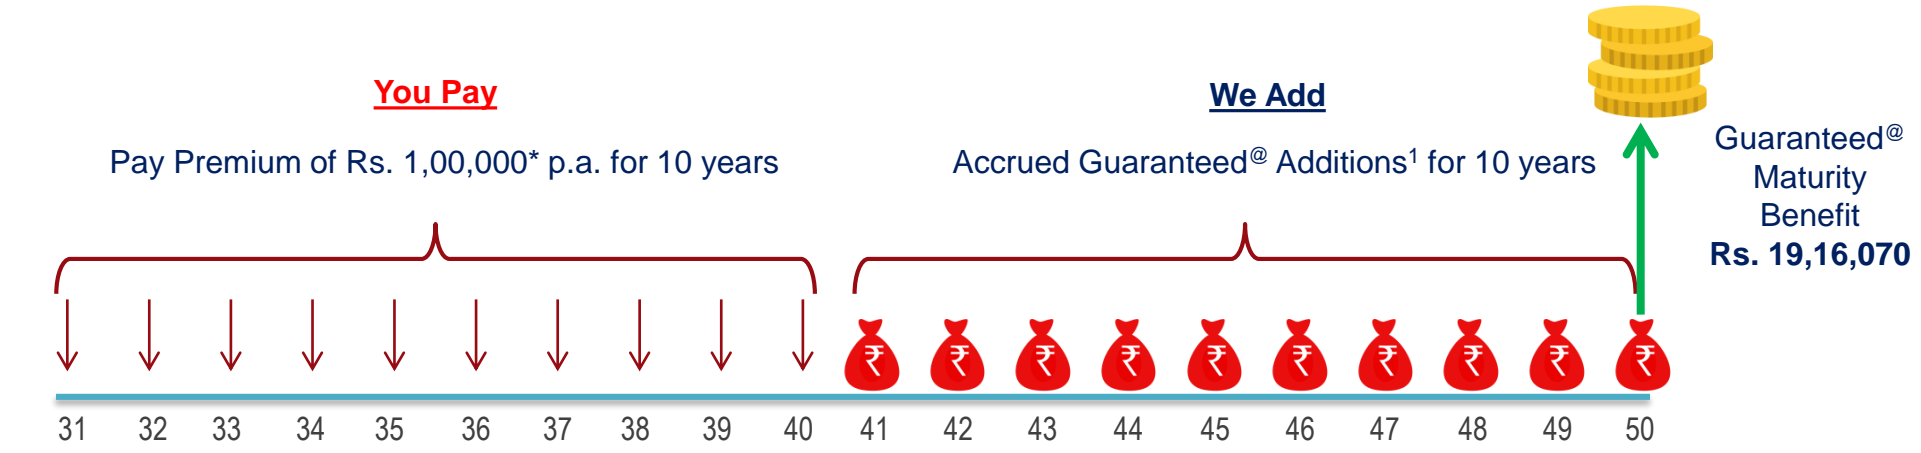 You Pay
We Add
Pay Premium of Rs. 1,00,000* p.a. for 10 years
Accrued Guaranteed@ Additions1 for 10 years
Guaranteed@
Maturity
Benefit
Rs. 19,16,070
₹ ₹ ₹ ₹ ₹ ₹ ₹ ₹ ₹ ₹
31 32 33 34 35 36 37 38 39 40 41 42 43 44 45 46 47 48 49 50